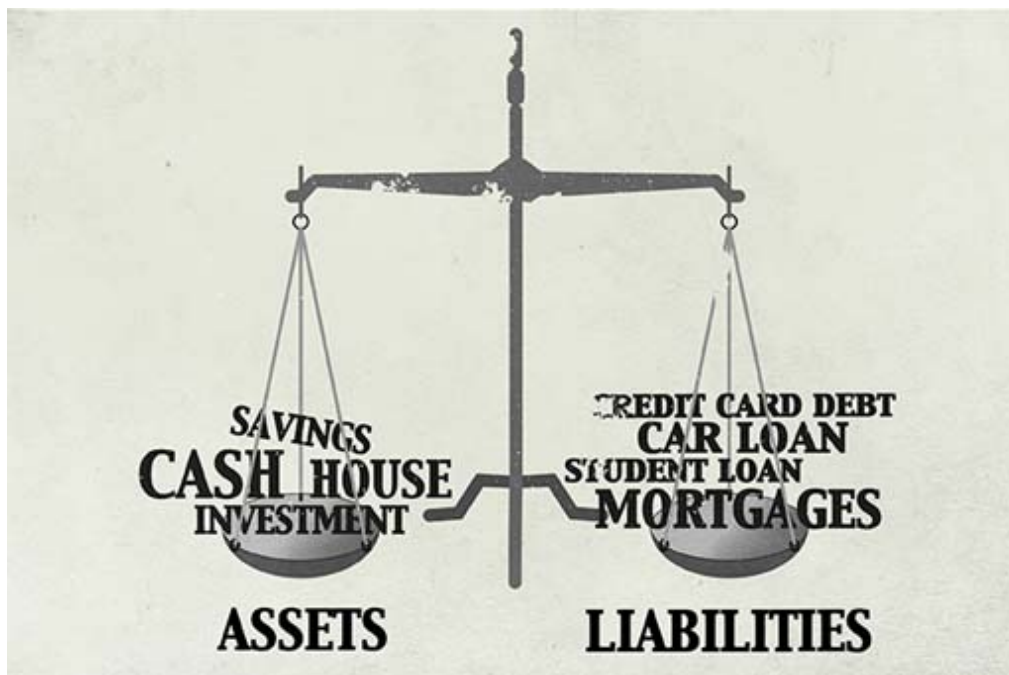 SAVINGS
CASH HOUSE
INVESTMENT
ASSETS
CREDIT CARD DEBT
CAR LOAN
STUDENT LOAN
MORTGAGES
LIABILITIES